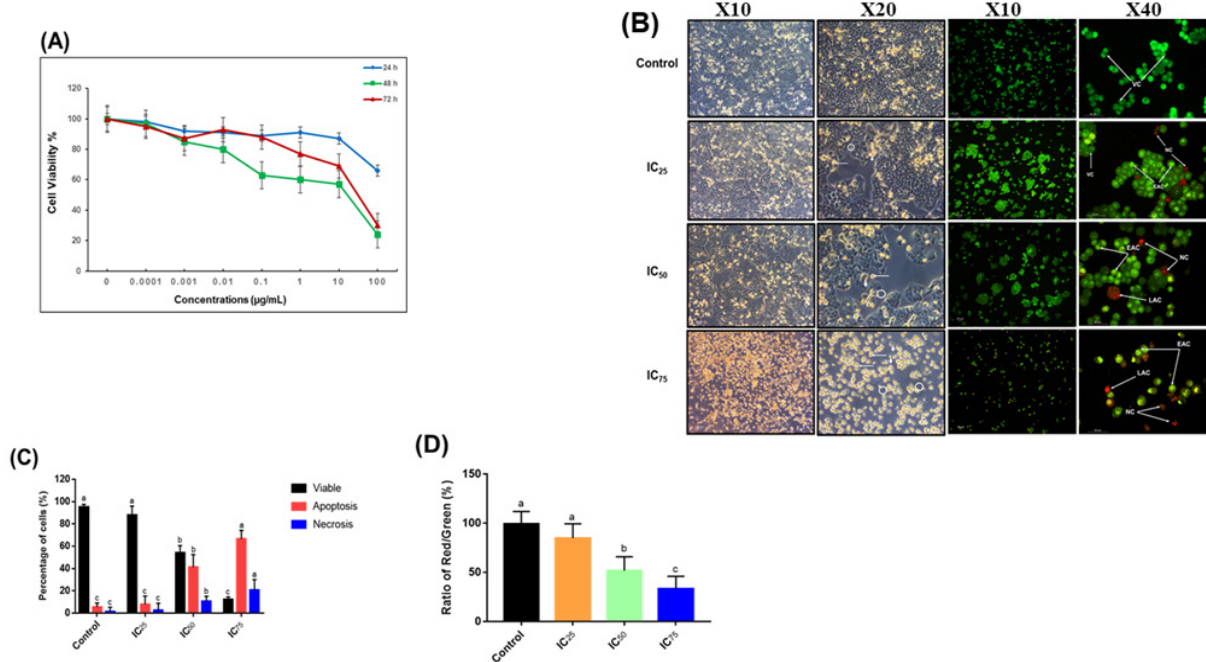 (A)
24 h
48 h
72 h
120
100
80
60
40
20
0
Cell Viability %
0 0.0001 0.001 0.01 0.1 1 10 100
Concentrations (µg/mL)
(B)
X10 X20 X10 X40
Control
VC
IC25
NC
VC
EAC
IC50
EAC
NC
LAC
IC75
EAC
LAC
NC
(C)
120
100
80
60
40
20
0
Percentage of cells (%)
a
c
c
a
c
c
b
b
b
c
a
a
Control IC25 IC50 IC75
Viable
Apoptosis
Necrosis
(D)
150
100
50
0
Ratio of Red/Green (%)
a a b c
Control IC25 IC50 IC75